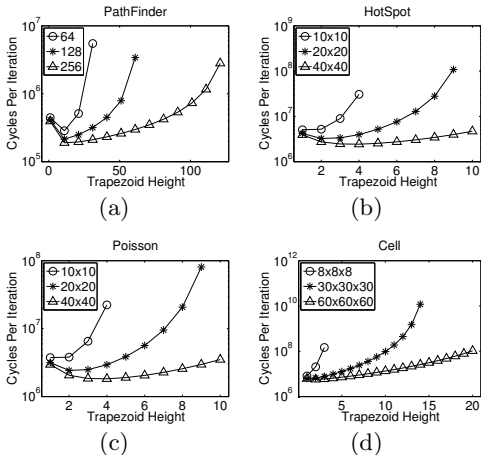 PathFinder
Cycles Per Iteration
10^7
10^6
10^5
64
128
256
0
50
100
Trapezoid Height
(a)
HotSpot
Cycles Per Iteration
10^9
10^8
10^7
10^6
10x10
20x20
40x40
2
4
6
8
10
Trapezoid Height
(b)
Poisson
Cycles Per Iteration
10^8
10^7
10^6
10x10
20x20
40x40
2
4
6
8
10
Trapezoid Height
(c)
Cell
Cycles Per Iteration
10^12
10^10
10^8
10^6
8x8x8
30x30x30
60x60x60
5
10
15
20
Trapezoid Height
(d)